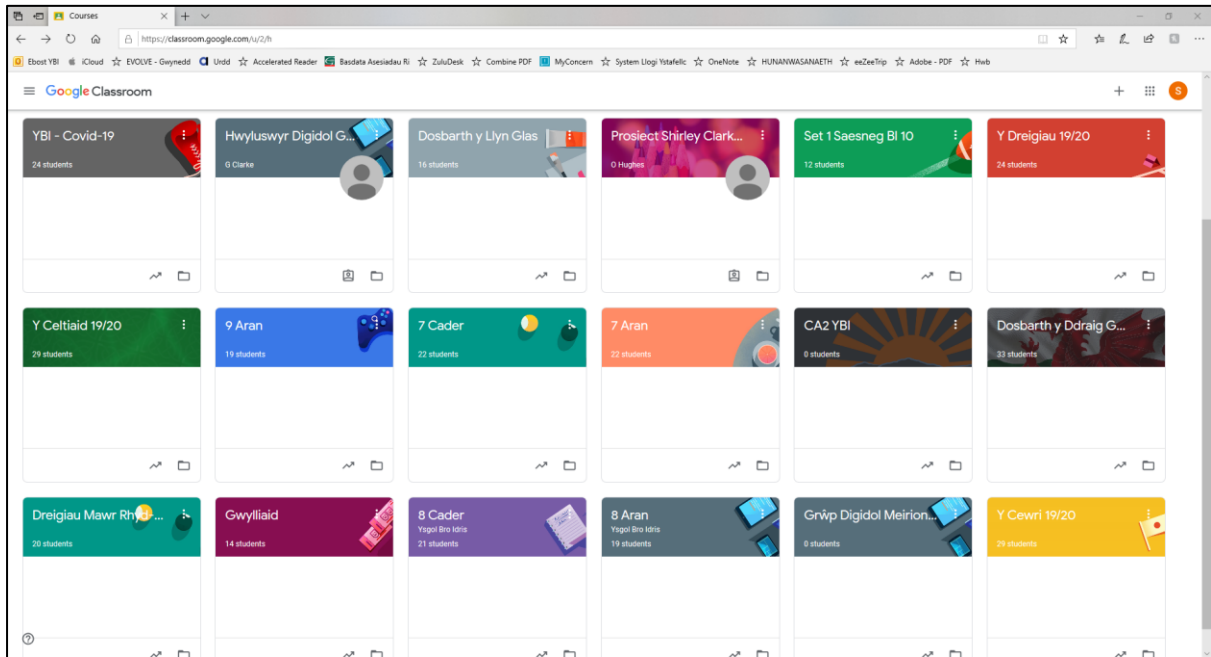 Courses
https://classroom.google.com/u/2/h
Ebost YBI iCloud EVOLVE - Gwynedd Urdd Accelerated Reader Basdata Asesiadau Ri ZuluDesk Combine PDF MyConcern System Llogi Ystafellc OneNote HUNANWASANAETH eeZeeTrip Adobe - PDF Hwb
Google Classroom
S
YBI - Covid-19
24 students
Hwyluswyr Digidol G...
G Clarke
Dosbarth y Llyn Glas
16 students
Prosiect Shirley Clark...
O Hughes
Set 1 Saesneg Bl 10
12 students
Y Dreigiau 19/20
24 students
Y Celtiaid 19/20
29 students
9 Aran
19 students
7 Cader
22 students
7 Aran
22 students
CA2 YBI
0 students
Dosbarth y Ddraig G...
33 students
Dreigiau Mawr Rhyd-...
20 students
Gwylliaid
14 students
8 Cader
Ysgol Bro Idris
21 students
8 Aran
Ysgol Bro Idris
19 students
Grŵp Digidol Meirion...
0 students
Y Cewri 19/20
29 students